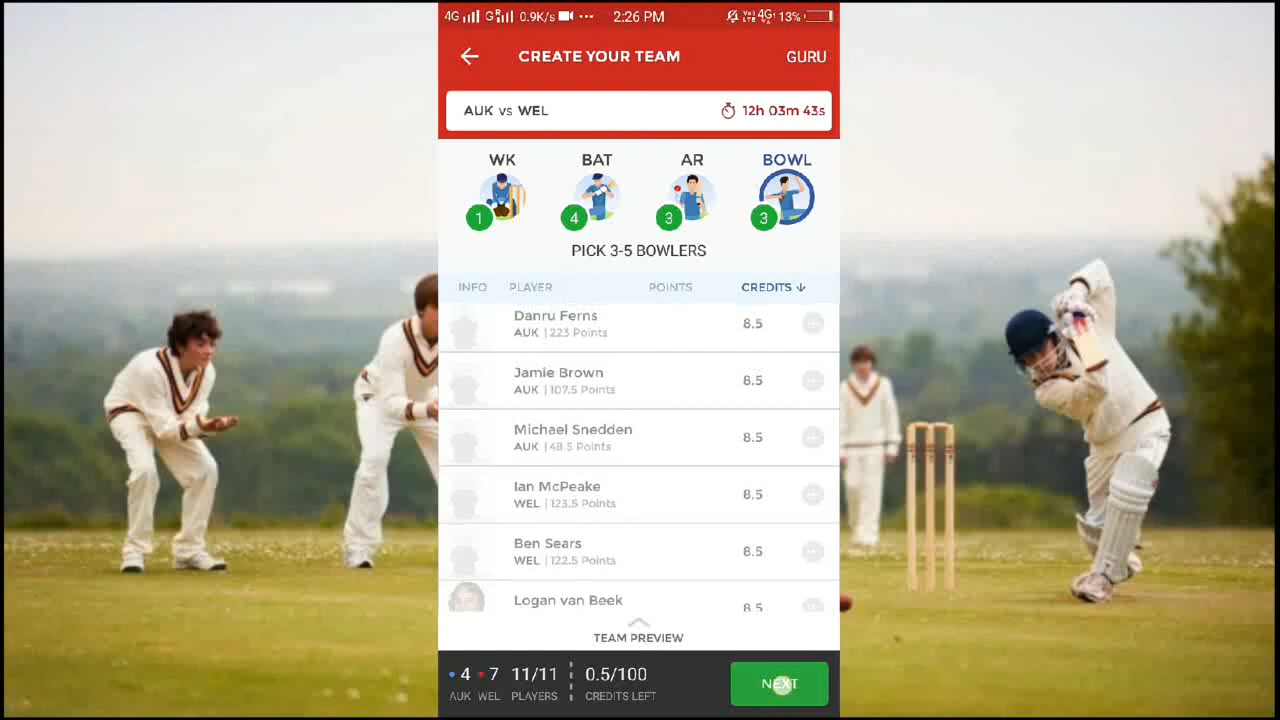 4G G R 0.9K/s ... 2:26 PM Vo) LTE 4G 13%
CREATE YOUR TEAM GURU
AUK vs WEL 12h 03m 43s
WK BAT AR BOWL
1 4 3 3
PICK 3-5 BOWLERS
INFO PLAYER POINTS CREDITS ↓
Danru Ferns
AUK | 223 Points 8.5
Jamie Brown
AUK | 107.5 Points 8.5
Michael Snedden
AUK | 48.5 Points 8.5
Ian McPeake
WEL | 123.5 Points 8.5
Ben Sears
WEL | 122.5 Points 8.5
Logan van Beek 8.5
TEAM PREVIEW
4 7 11/11 0.5/100 NEXT
AUK WEL PLAYERS CREDITS LEFT